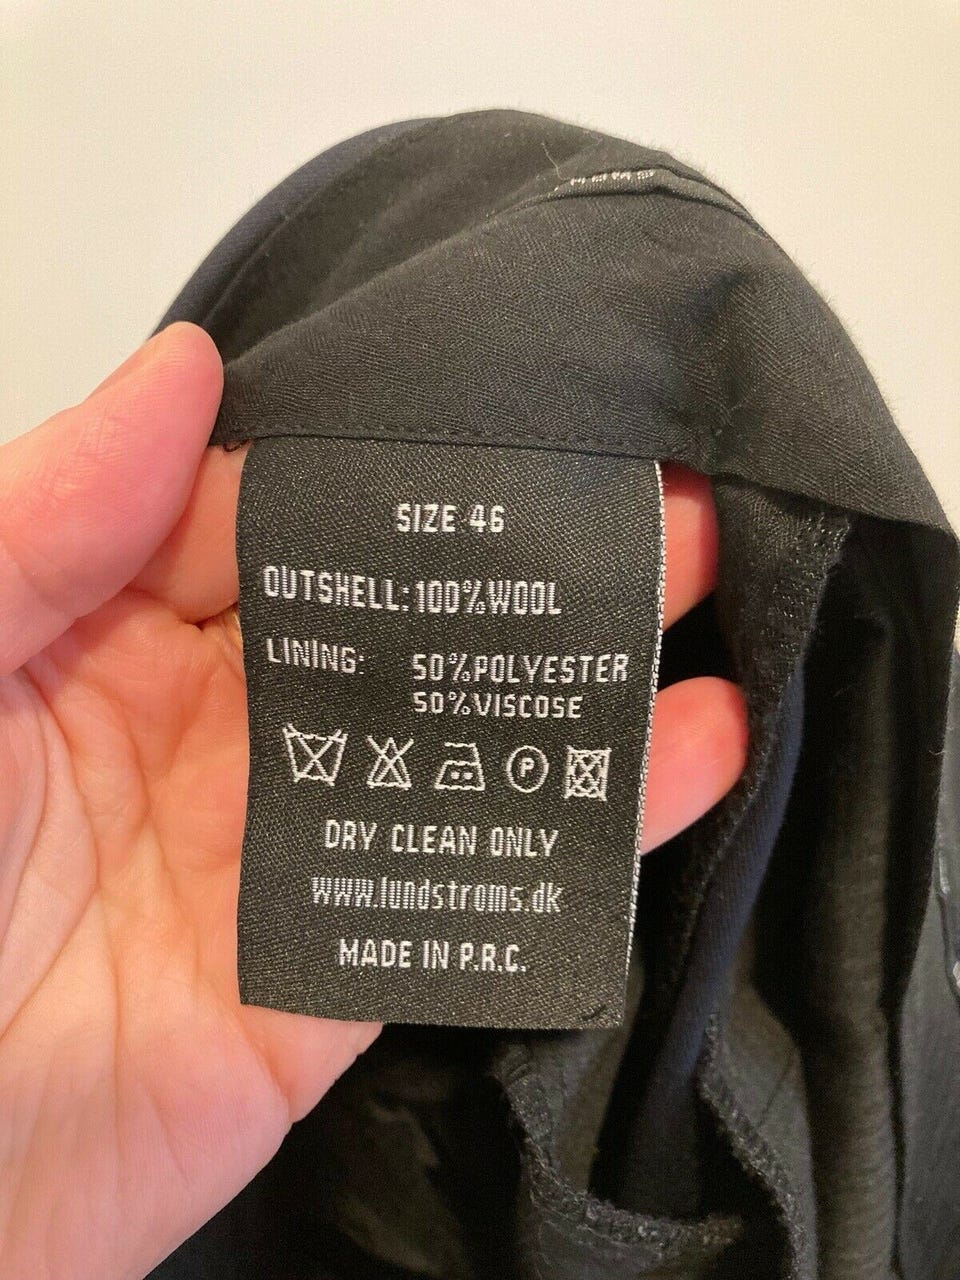 SIZE 46
OUTSHELL: 100%WOOL
LINING: 50%POLYESTER
50%VISCOSE
P
DRY CLEAN ONLY
www.lundstroms.dk
MADE IN P.R.C.